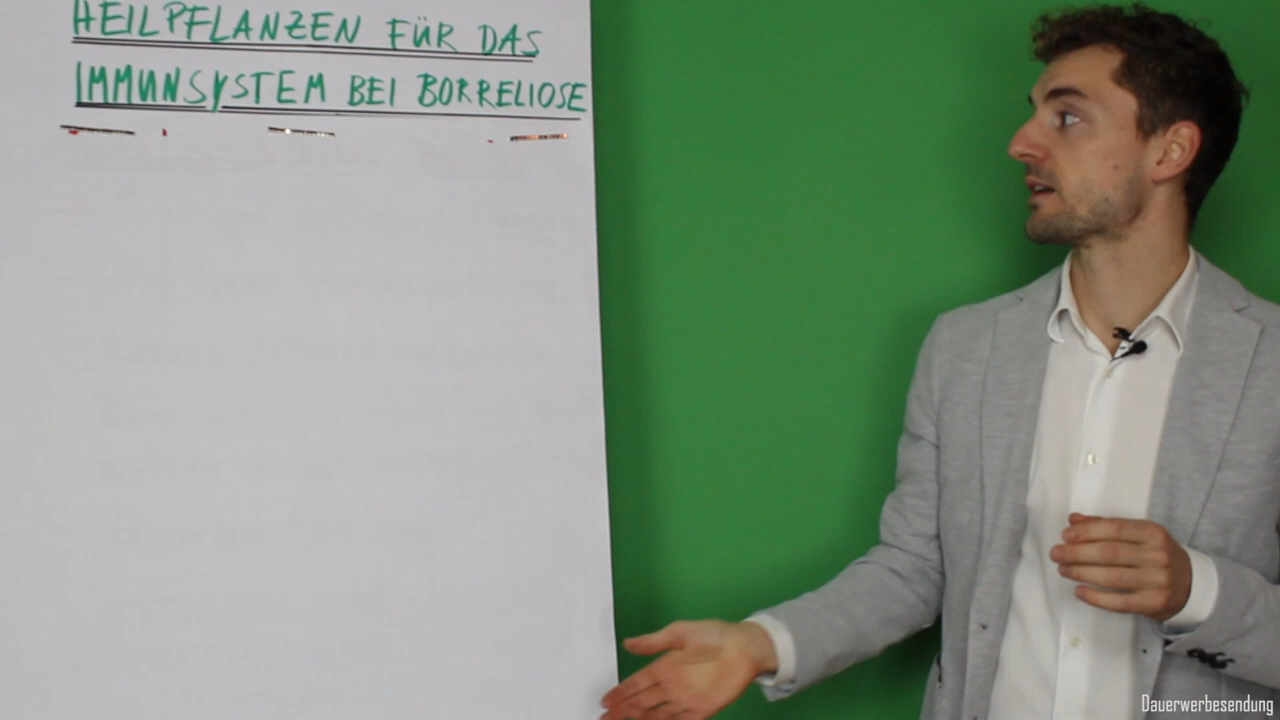 HEILPFLANZEN FÜR DAS
IMMUNSYSTEM BEI BORRELIOSE
Dauerwerbesendung